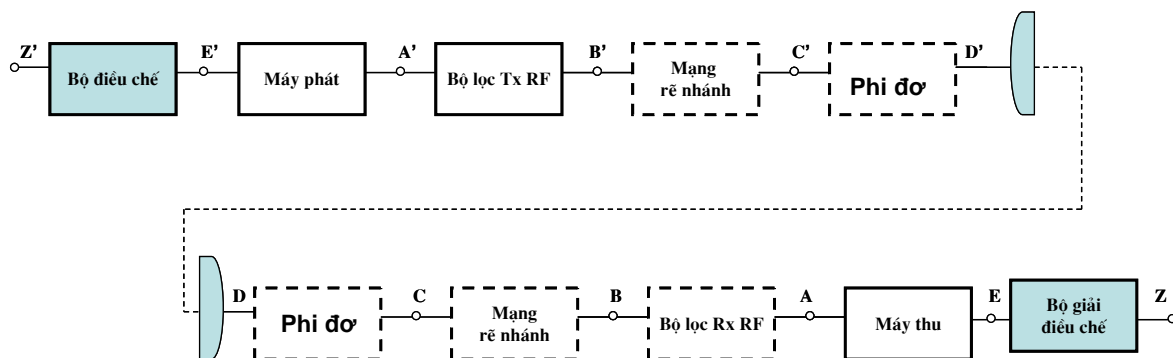 Z’ E’ A’ B’ C’ D’
Bộ điều chế
Máy phát
Bộ lọc Tx RF
Mạng
rẽ nhánh
Phi đơ
D C B A E Z
Phi đơ
Mạng
rẽ nhánh
Bộ lọc Rx RF
Máy thu
Bộ giải
điều chế